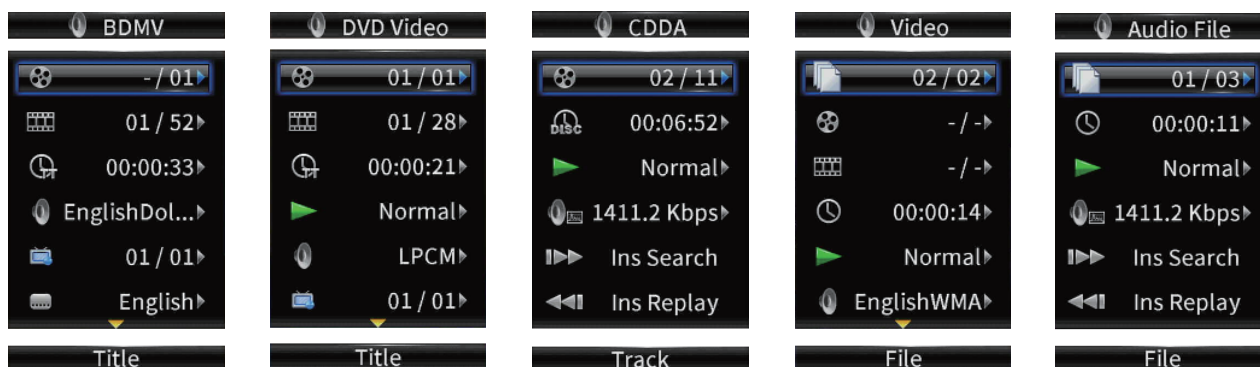 BDMV
- / 01
01 / 52
00:00:33
EnglishDol...
01 / 01
English
Title
DVD Video
01 / 01
01 / 28
00:00:21
Normal
LPCM
01 / 01
Title
CDDA
02 / 11
DISC 00:06:52
Normal
1411.2 Kbps
Ins Search
Ins Replay
Track
Video
02 / 02
- / -
- / -
00:00:14
Normal
EnglishWMA
File
Audio File
01 / 03
00:00:11
Normal
1411.2 Kbps
Ins Search
Ins Replay
File